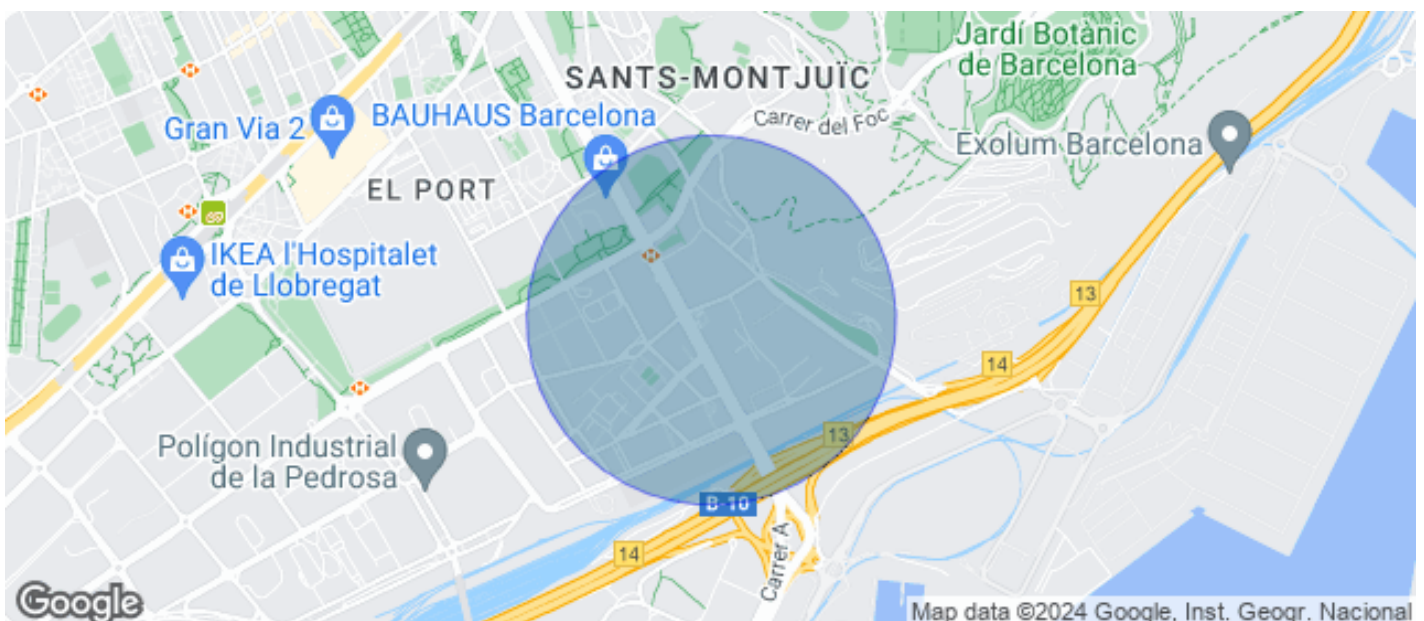 Jardí Botànic
de Barcelona
SANTS-MONTJUÏC
BAUHAUS Barcelona
Gran Via 2
Carrer del Foc
Exolum Barcelona
EL PORT
IKEA l'Hospitalet
de Llobregat
13
14
Polígon Industrial
de la Pedrosa
13
B-10
14
Carrer A
Google
Map data ©2024 Google, Inst. Geogr. Nacional